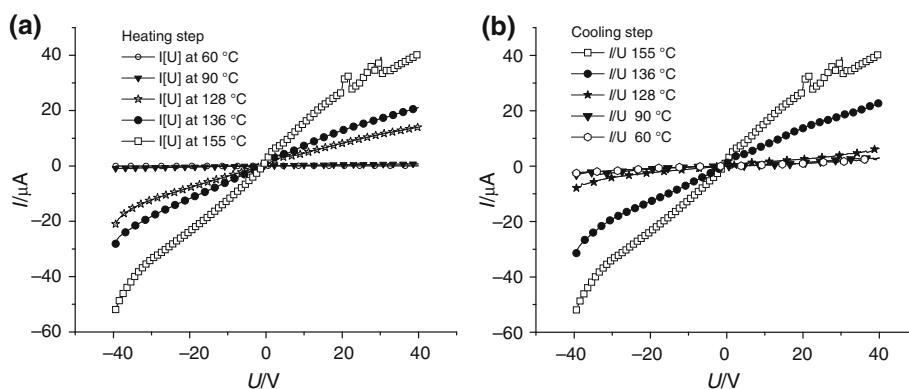 (a)
Heating step
I[U] at 60 °C
I[U] at 90 °C
I[U] at 128 °C
I[U] at 136 °C
I[U] at 155 °C
I/µA
40
20
0
−20
−40
−60
−40
−20
0
20
40
U/V
(b)
Cooling step
I/U 155 °C
I/U 136 °C
I/U 128 °C
I/U 90 °C
I/U 60 °C
I/µA
40
20
0
−20
−40
−60
−40
−20
0
20
40
U/V